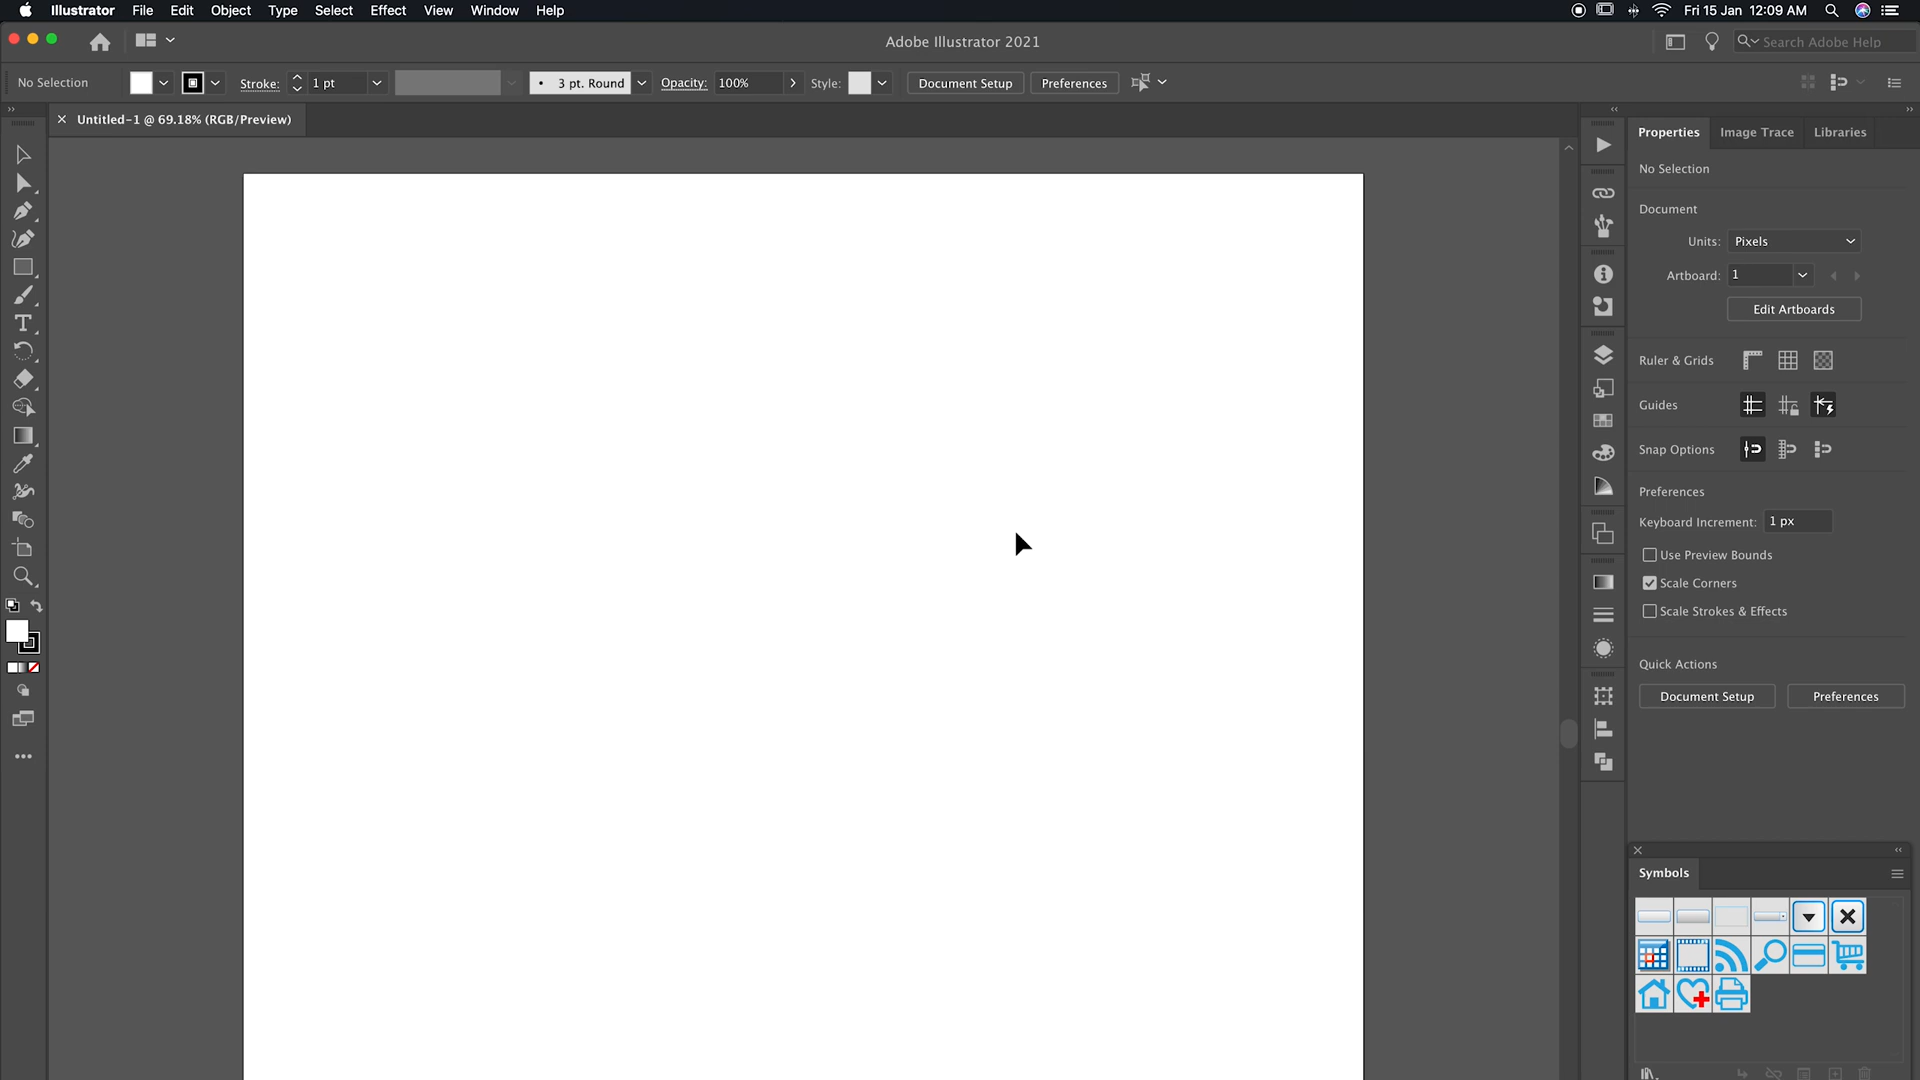 Illustrator File Edit Object Type Select Effect View Window Help Fri 15 Jan 12:09 AM
Adobe Illustrator 2021 Search Adobe Help
No Selection Stroke: 1 pt 3 pt. Round Opacity: 100% Style: Document Setup Preferences
Untitled-1 @ 69.18% (RGB/Preview)
Properties Image Trace Libraries
No Selection
Document
Units: Pixels
Artboard: 1
Edit Artboards
Ruler & Grids
Guides
Snap Options
Preferences
Keyboard Increment: 1 px
Use Preview Bounds
Scale Corners
Scale Strokes & Effects
Quick Actions
Document Setup Preferences
Symbols